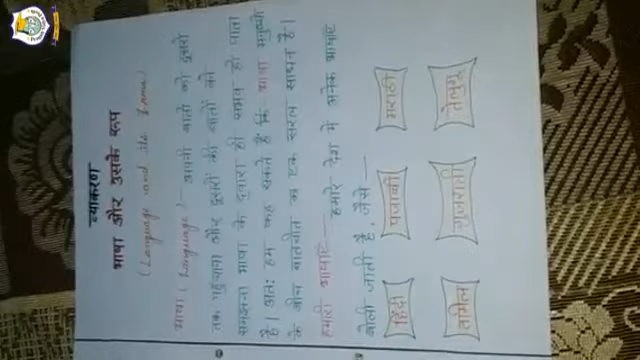 व्याकरण
भाषा और उसके रूप
(Language and its Forms)
भाषा (Language) – अपनी बातों को दूसरों
तक पहुंचाना और दूसरों की बातों को
समझना भाषा के द्वारा ही संभव हो पाता
है। अतः हम कह सकते हैं कि भाषा मनुष्यों
के बीच बातचीत का एक सरल साधन है।
हमारी भाषाएँ — हमारे देश में अनेक भाषाएँ
बोली जाती हैं, जैसे —
हिंदी पंजाबी मराठी
तमिल गुजराती तेलुगू